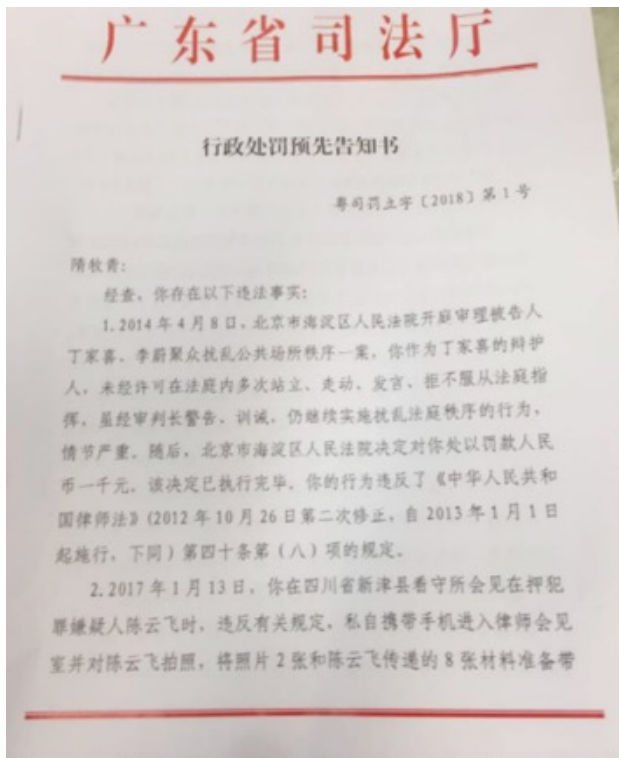 广东省司法厅
行政处罚预先告知书
粤司罚立字〔2018〕第1号
隋牧青:
经查,你存在以下违法事实:
1.2014年4月8日,北京市海淀区人民法院开庭审理被告人
丁家喜、李蔚聚众扰乱公共场所秩序一案,你作为丁家喜的辩护
人,未经许可在法庭内多次站立、走动、发言、拒不服从法庭指
挥,虽经审判长警告、训诫,仍继续实施扰乱法庭秩序的行为,
情节严重。随后,北京市海淀区人民法院决定对你处以罚款人民
币一千元,该决定已执行完毕。你的行为违反了《中华人民共和
国律师法》(2012年10月26日第二次修正,自2013年1月1日
起施行,下同)第四十条第(八)项的规定。
2.2017年1月13日,你在四川省新津县看守所会见在押犯
罪嫌疑人陈云飞时,违反有关规定,私自携带手机进入律师会见
室并对陈云飞拍照,将照片2张和陈云飞传递的8张材料准备带